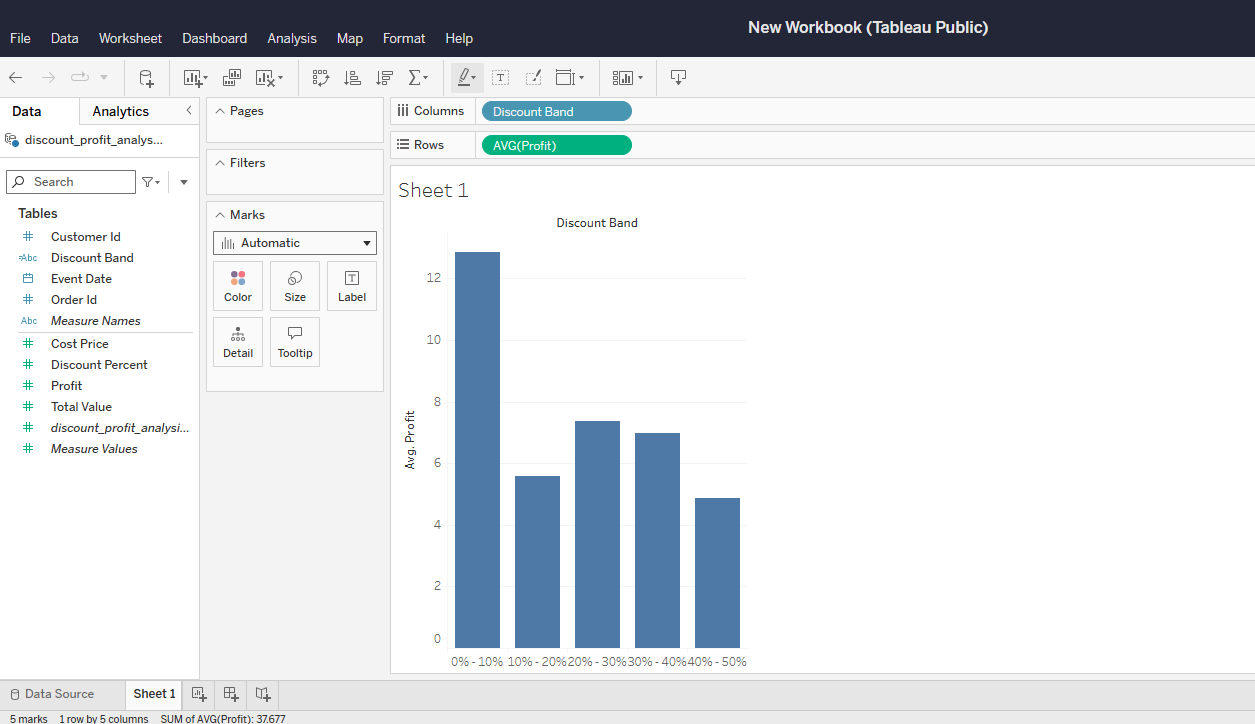 New Workbook (Tableau Public)
File Data Worksheet Dashboard Analysis Map Format Help
Data Analytics
discount_profit_analys...
Search
Tables
Customer Id
Abc Discount Band
Event Date
Order Id
Abc Measure Names
Cost Price
Discount Percent
Profit
Total Value
discount_profit_analysi...
Measure Values
Pages
Filters
Marks
Automatic
Color Size Label
Detail Tooltip
Columns Discount Band
Rows AVG(Profit)
Sheet 1
Discount Band
Avg. Profit
12
10
8
6
4
2
0
0% - 10% 10% - 20% 20% - 30% 30% - 40% 40% - 50%
Data Source Sheet 1
5 marks 1 row by 5 columns SUM of AVG(Profit): 37.677